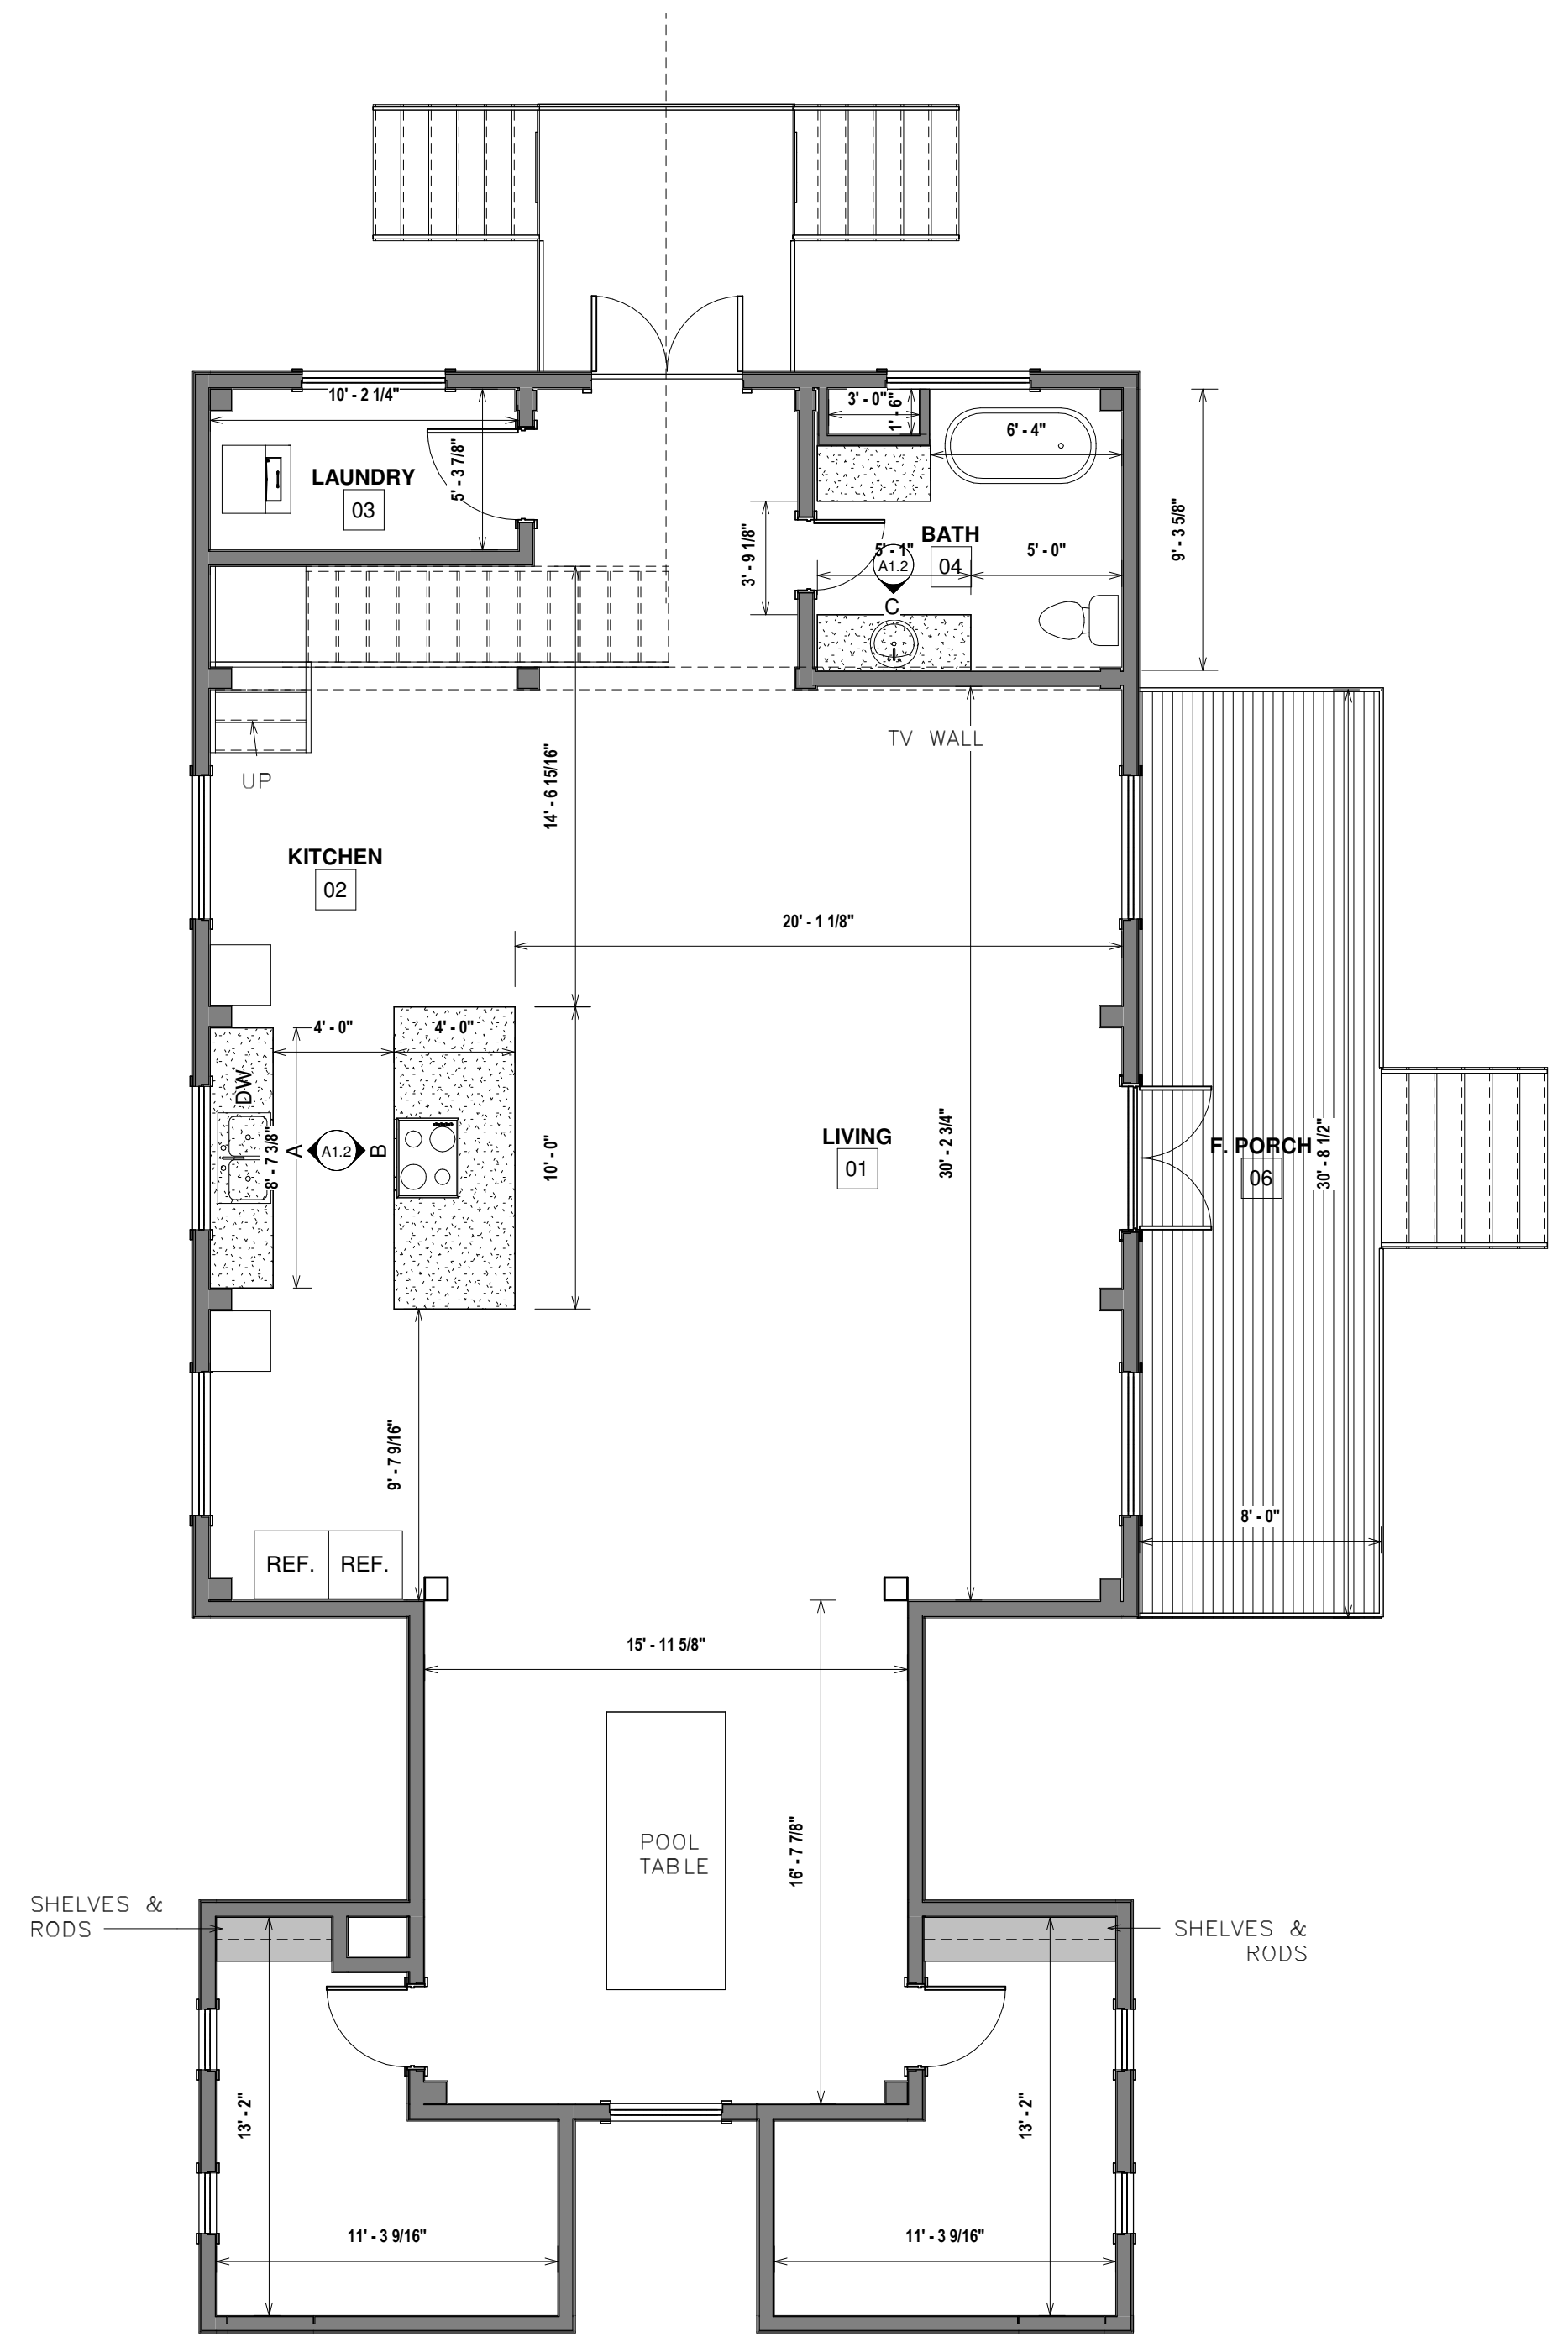 10' - 2 1/4"
3' - 0"
1' - 6"
6' - 4"
LAUNDRY
03
5' - 3 7/8"
BATH
04
5' - 1"
5' - 0"
A1.2
C
3' - 9 1/8"
9' - 3 5/8"
TV WALL
UP
14' - 6 15/16"
KITCHEN
02
20' - 1 1/8"
4' - 0"
4' - 0"
DW
8' - 7 3/8"
A
A1.2
B
10' - 0"
LIVING
01
30' - 2 3/4"
F. PORCH
06
30' - 8 1/2"
9' - 7 9/16"
8' - 0"
REF.
REF.
15' - 11 5/8"
16' - 7 7/8"
POOL
TABLE
SHELVES &
RODS
SHELVES &
RODS
13' - 2"
13' - 2"
11' - 3 9/16"
11' - 3 9/16"